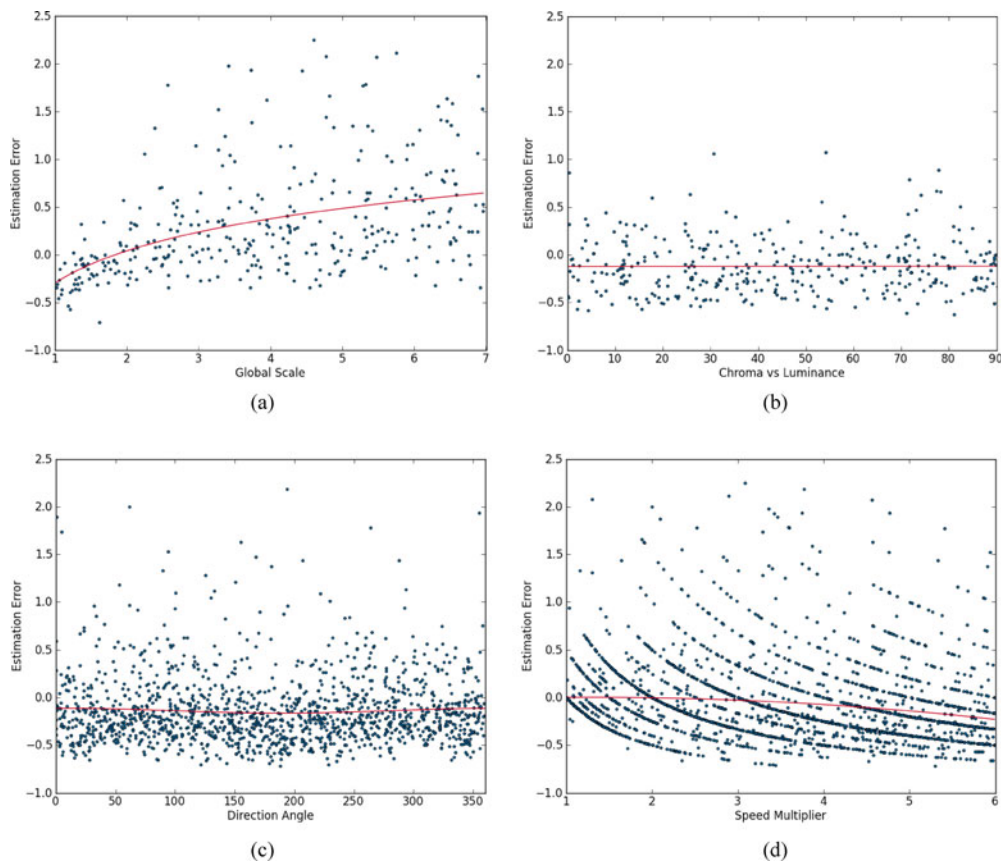 2.5
2.0
1.5
1.0
0.5
0.0
−0.5
−1.0
Estimation Error
1 2 3 4 5 6 7
Global Scale
(a)
2.5
2.0
1.5
1.0
0.5
0.0
−0.5
−1.0
Estimation Error
0 10 20 30 40 50 60 70 80 90
Chroma vs Luminance
(b)
2.5
2.0
1.5
1.0
0.5
0.0
−0.5
−1.0
Estimation Error
0 50 100 150 200 250 300 350
Direction Angle
(c)
2.5
2.0
1.5
1.0
0.5
0.0
−0.5
−1.0
Estimation Error
1 2 3 4 5 6
Speed Multiplier
(d)